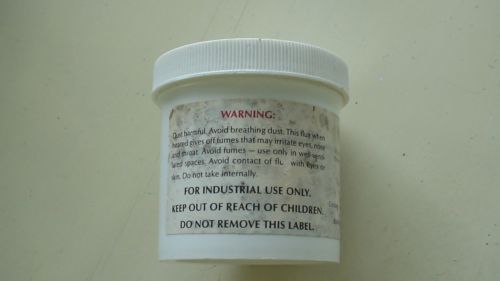 WARNING:
Dust harmful. Avoid breathing dust. This flux when
heated gives off fumes that may irritate eyes, nose
and throat. Avoid fumes — use only in well venti-
lated spaces. Avoid contact of flu with eyes or
skin. Do not take internally.
FOR INDUSTRIAL USE ONLY.
KEEP OUT OF REACH OF CHILDREN.
DO NOT REMOVE THIS LABEL.